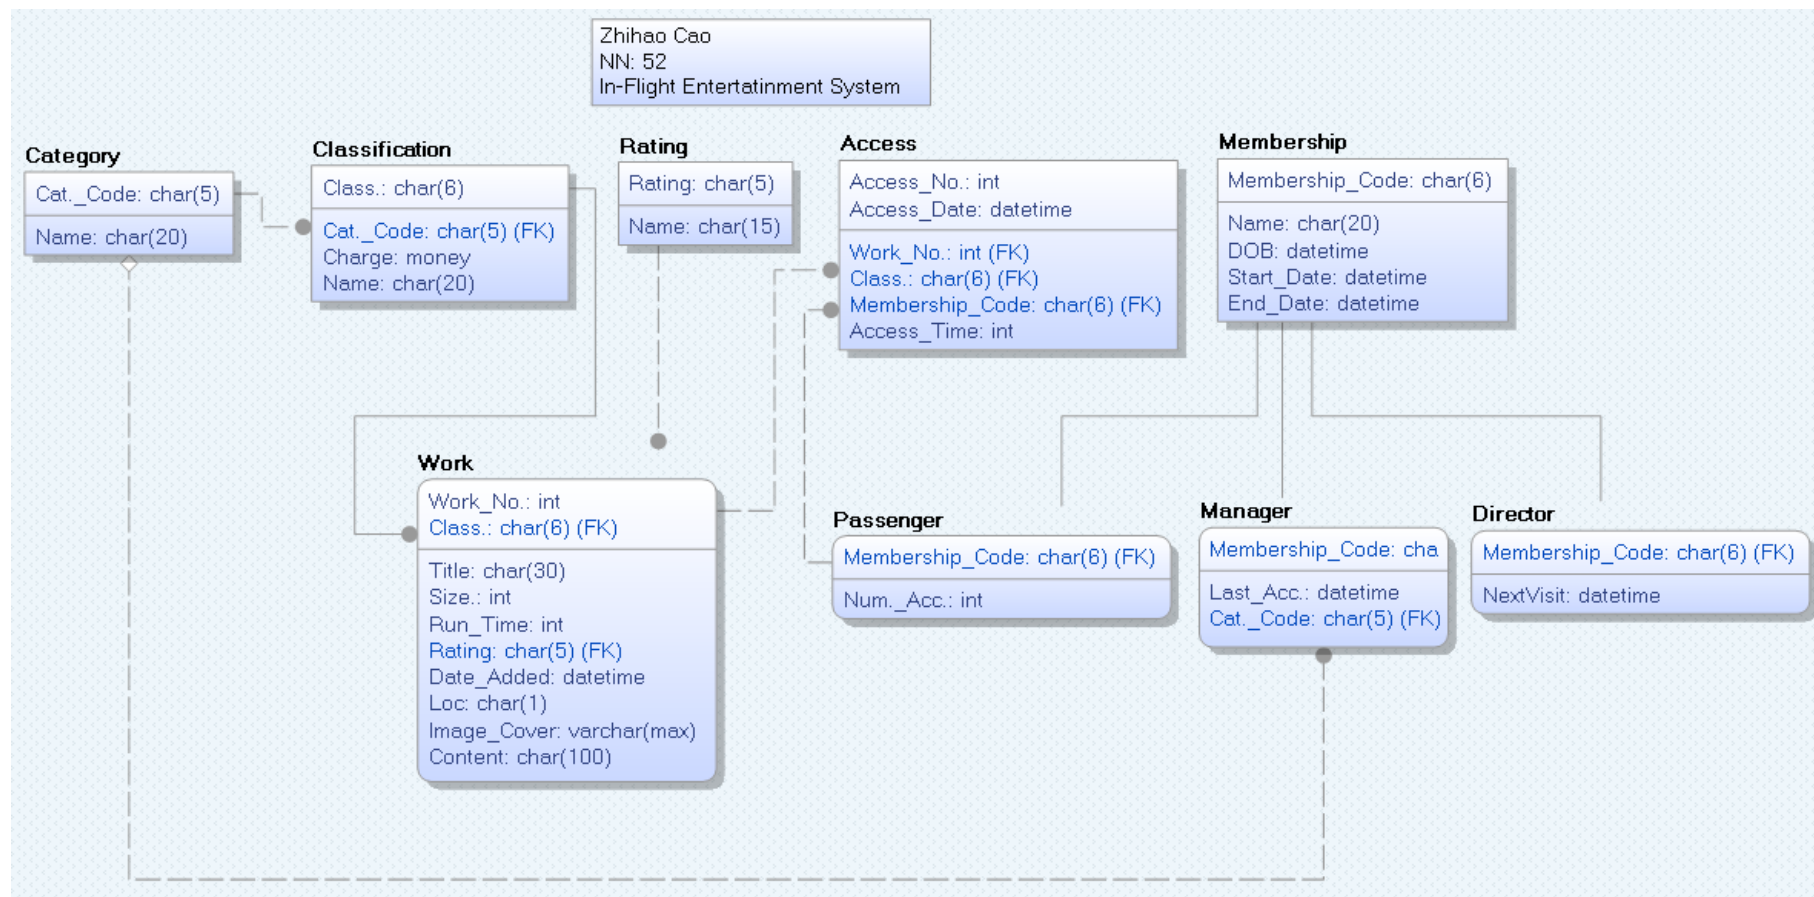 Zhihao Cao
NN: 52
In-Flight Entertatinment System
Category
Cat._Code: char(5)
Name: char(20)
Classification
Class.: char(6)
Cat._Code: char(5) (FK)
Charge: money
Name: char(20)
Rating
Rating: char(5)
Name: char(15)
Access
Access_No.: int
Access_Date: datetime
Work_No.: int (FK)
Class.: char(6) (FK)
Membership_Code: char(6) (FK)
Access_Time: int
Membership
Membership_Code: char(6)
Name: char(20)
DOB: datetime
Start_Date: datetime
End_Date: datetime
Work
Work_No.: int
Class.: char(6) (FK)
Title: char(30)
Size.: int
Run_Time: int
Rating: char(5) (FK)
Date_Added: datetime
Loc: char(1)
Image_Cover: varchar(max)
Content: char(100)
Passenger
Membership_Code: char(6) (FK)
Num._Acc.: int
Manager
Membership_Code: cha
Last_Acc.: datetime
Cat._Code: char(5) (FK)
Director
Membership_Code: char(6) (FK)
NextVisit: datetime